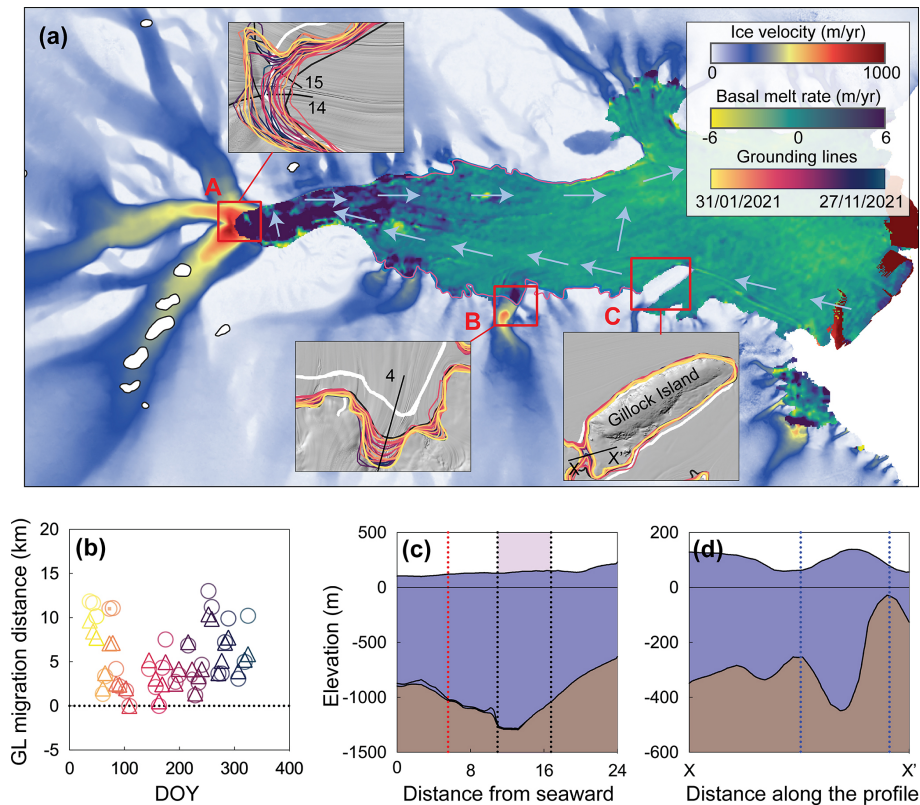 (a)
15
14
Ice velocity (m/yr)
0 1000
Basal melt rate (m/yr)
-6 0 6
Grounding lines
31/01/2021 27/11/2021
A
B
C
4
Gillock Island
X X'
(b)
GL migration distance (km)
20
15
10
5
0
-5
0 100 200 300 400
DOY
(c)
Elevation (m)
500
0
-500
-1000
-1500
0 8 16 24
Distance from seaward
(d)
200
0
-200
-400
-600
X X'
Distance along the profile